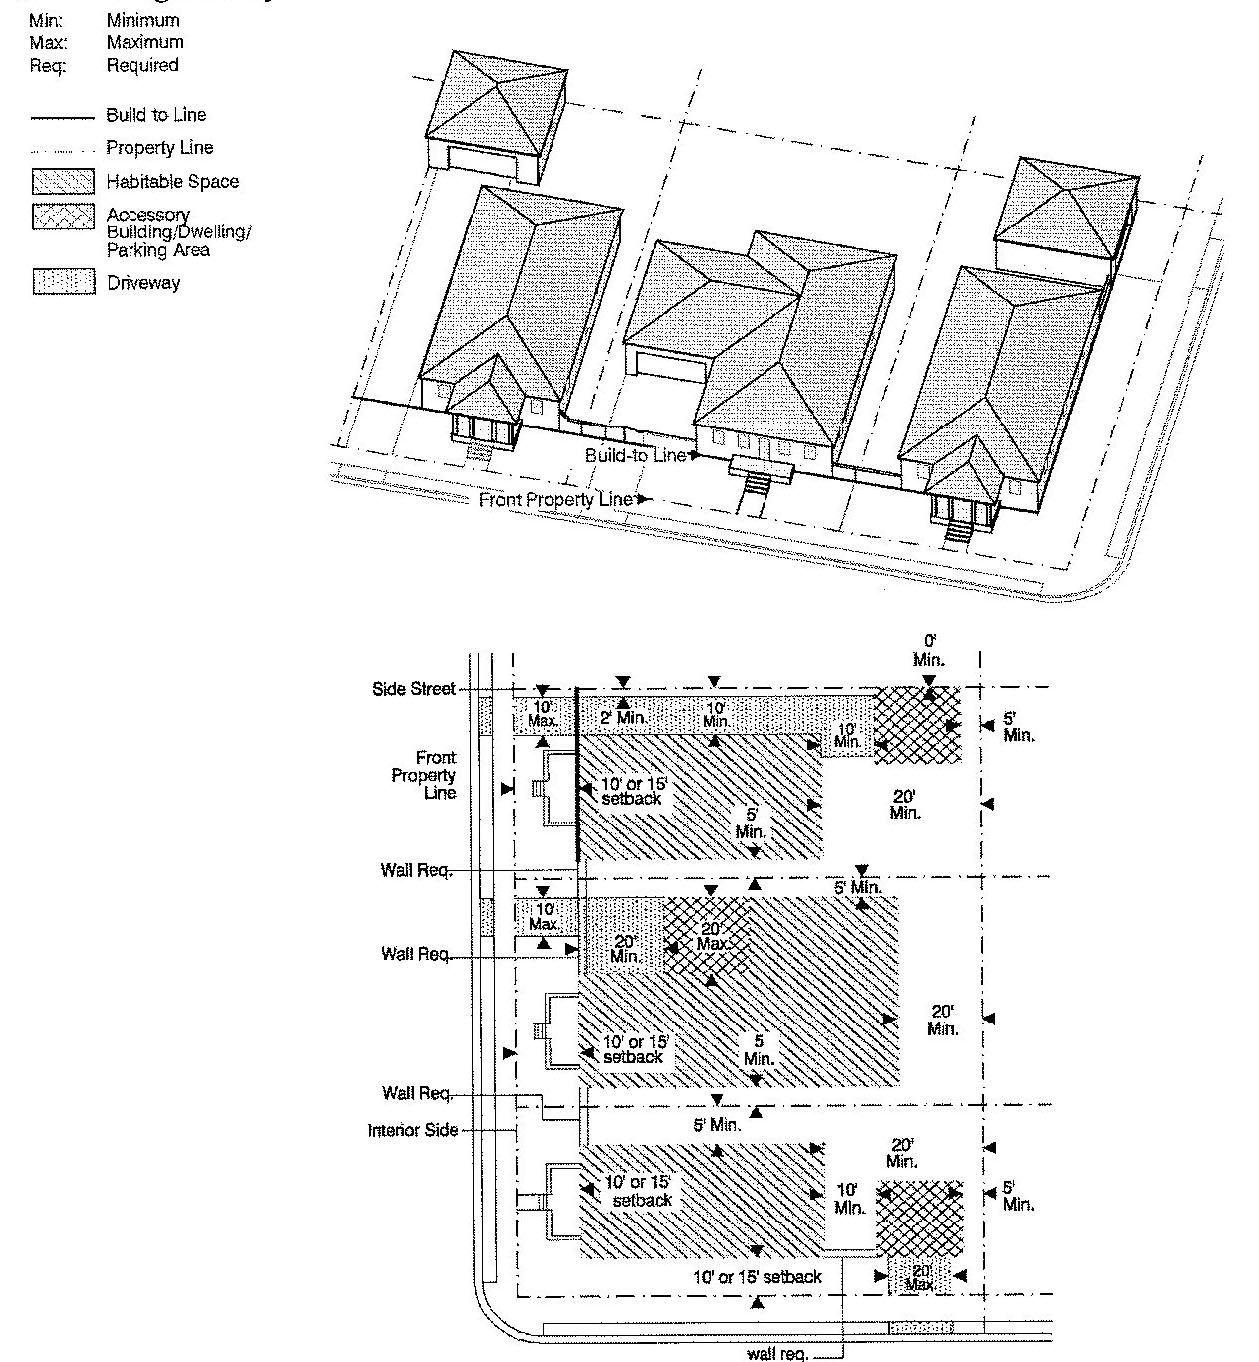 Min: Minimum
Max: Maximum
Req: Required
Build to Line
Property Line
Habitable Space
Accessory
Building/Dwelling/
Parking Area
Driveway
Build-to Line
Front Property Line
0'
Min.
Side Street
10'
Max.
2' Min.
10'
Min.
10'
Min.
5'
Min.
Front
Property
Line
10' or 15'
setback
20'
Min.
5'
Min.
Wall Req.
5' Min.
10'
Max.
20'
Min.
20'
Max.
Wall Req.
20'
Min.
10' or 15'
setback
5
Min.
Wall Req.
5' Min.
Interior Side
20'
Min.
10' or 15'
setback
10'
Min.
5'
Min.
10' or 15' setback
20'
Max.
wall req.